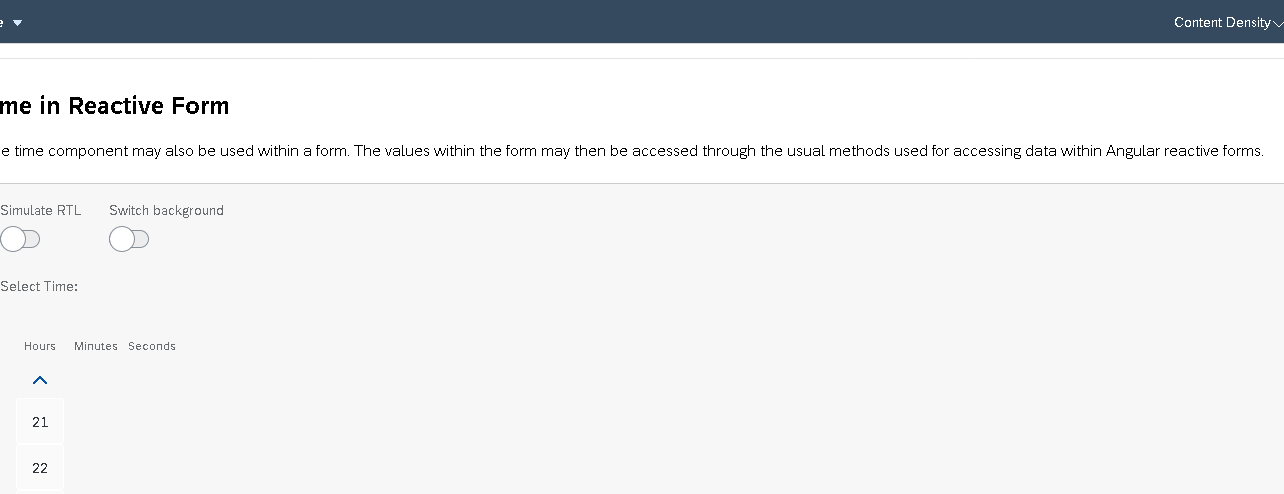 Content Density
me in Reactive Form
e time component may also be used within a form. The values within the form may then be accessed through the usual methods used for accessing data within Angular reactive forms.
Simulate RTL Switch background
Select Time:
Hours Minutes Seconds
21
22